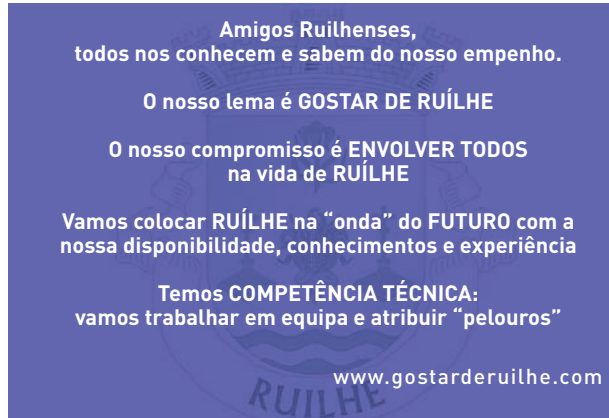 Amigos Ruilhenses,
todos nos conhecem e sabem do nosso empenho.
O nosso lema é GOSTAR DE RUÍLHE
O nosso compromisso é ENVOLVER TODOS
na vida de RUÍLHE
Vamos colocar RUÍLHE na “onda” do FUTURO com a
nossa disponibilidade, conhecimentos e experiência
Temos COMPETÊNCIA TÉCNICA:
vamos trabalhar em equipa e atribuir “pelouros”
www.gostarderuilhe.com
RUILHE